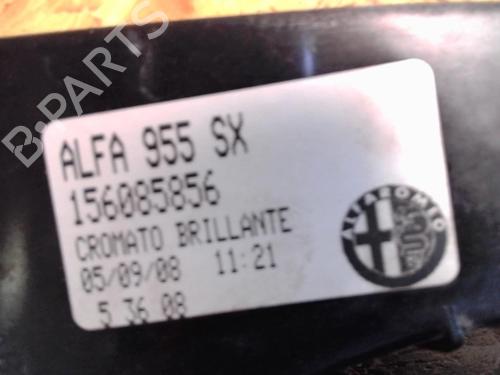 B-PARTS
ALFA 955 SX
156085856
CROMATO BRILLANTE
05/09/08 11:21
5 36 08
ALFA ROMEO